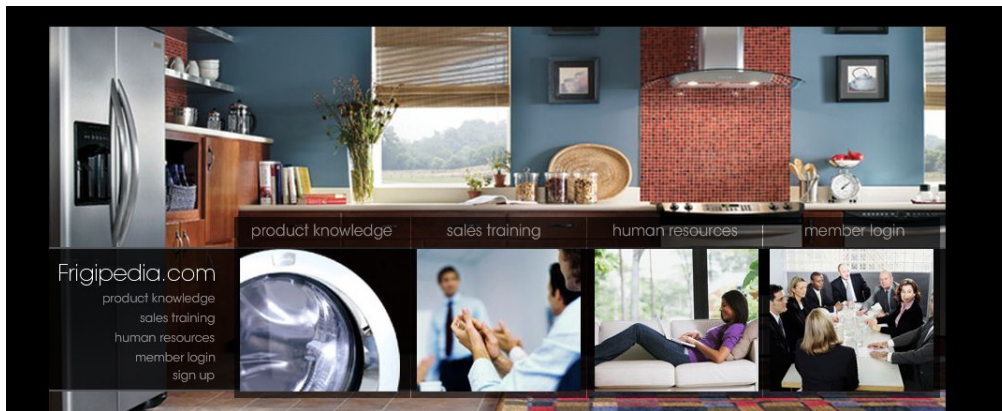 product knowledge
sales training
human resources
member login
Frigipedia.com
product knowledge
sales training
human resources
member login
sign up